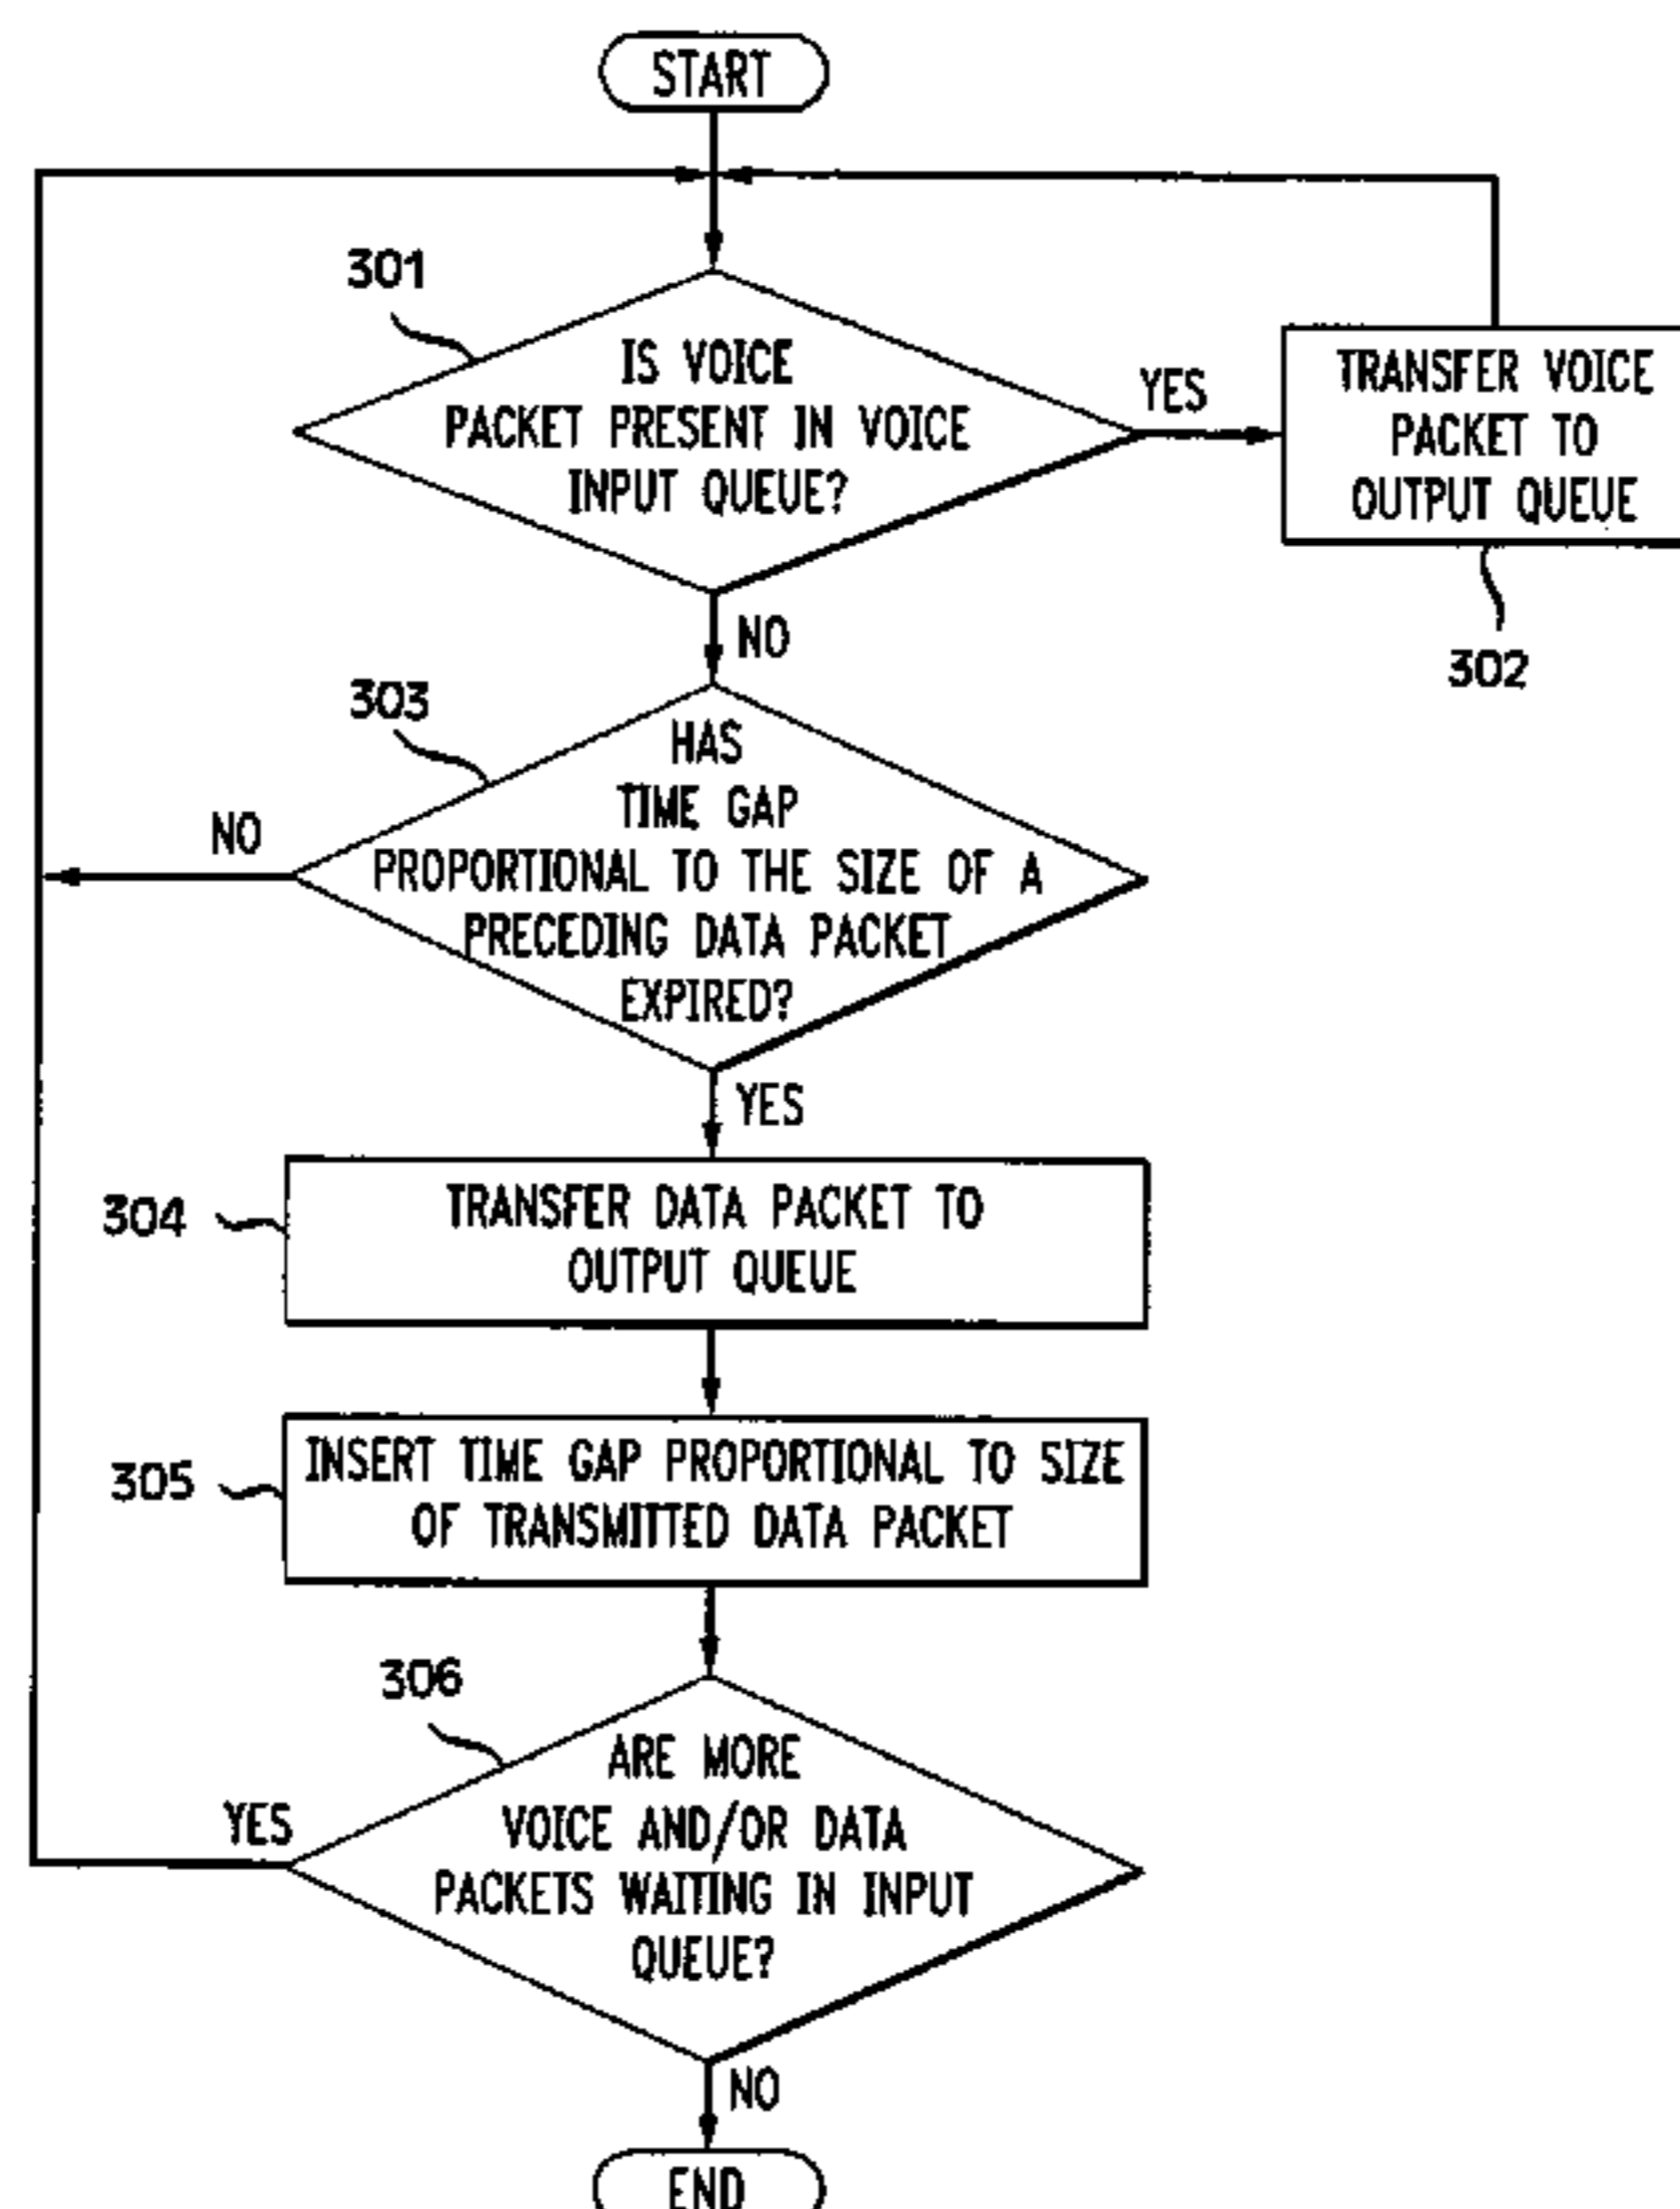 START
301
IS VOICE
PACKET PRESENT IN VOICE
INPUT QUEUE?
YES
TRANSFER VOICE
PACKET TO
OUTPUT QUEUE
302
NO
303
HAS
TIME GAP
PROPORTIONAL TO THE SIZE OF A
PRECEDING DATA PACKET
EXPIRED?
NO
YES
304
TRANSFER DATA PACKET TO
OUTPUT QUEUE
305
INSERT TIME GAP PROPORTIONAL TO SIZE
OF TRANSMITTED DATA PACKET
306
ARE MORE
VOICE AND/OR DATA
PACKETS WAITING IN INPUT
QUEUE?
YES
NO
END